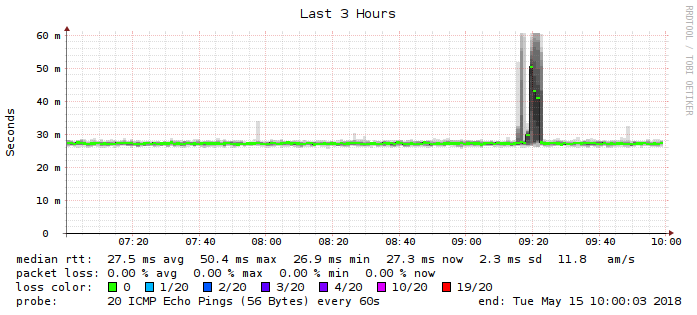 Last 3 Hours
RRDTOOL / TOBI OETIKER
Seconds
60 m
50 m
40 m
30 m
20 m
10 m
0
07:20 07:40 08:00 08:20 08:40 09:00 09:20 09:40 10:00
median rtt: 27.5 ms avg 50.4 ms max 26.9 ms min 27.3 ms now 2.3 ms sd 11.8 am/s
packet loss: 0.00 % avg 0.00 % max 0.00 % min 0.00 % now
loss color: 0 1/20 2/20 3/20 4/20 10/20 19/20
probe: 20 ICMP Echo Pings (56 Bytes) every 60s end: Tue May 15 10:00:03 2018